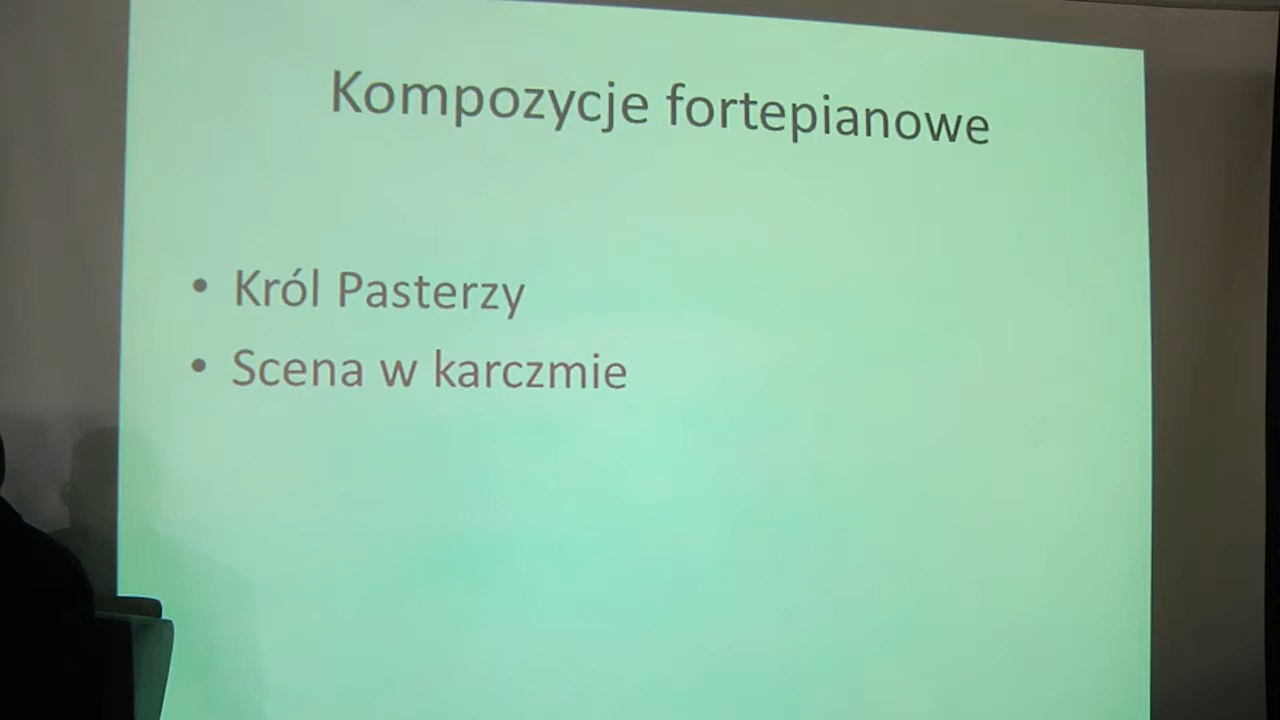 Kompozycje fortepianowe
• Król Pasterzy
• Scena w karczmie